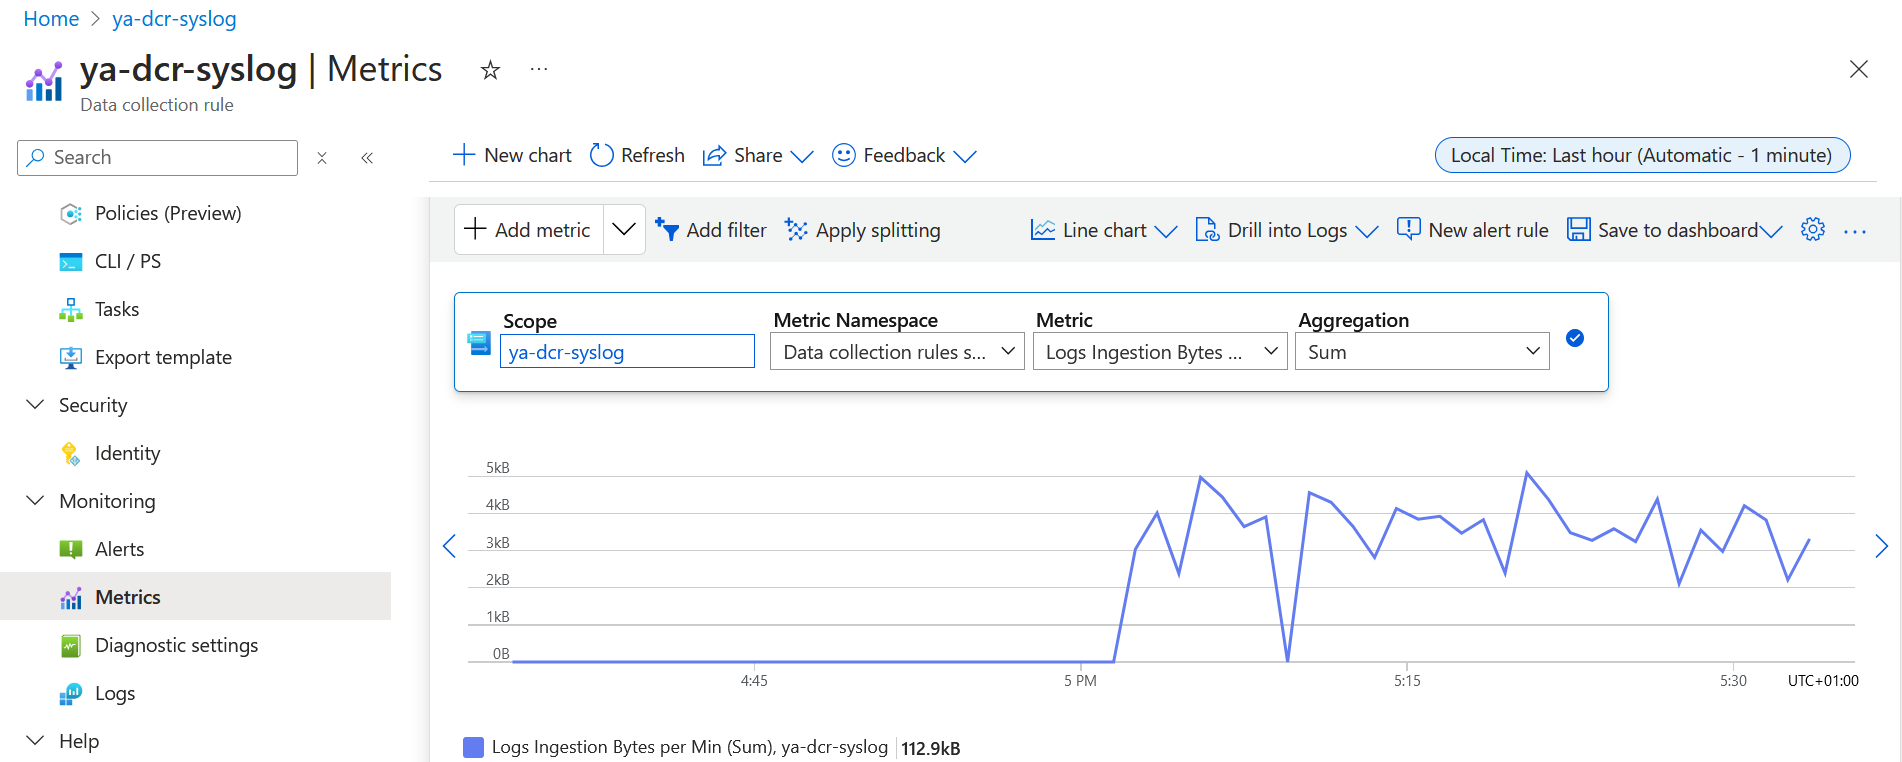 Home > ya-dcr-syslog
ya-dcr-syslog | Metrics
Data collection rule
Search
Policies (Preview)
CLI / PS
Tasks
Export template
Security
Identity
Monitoring
Alerts
Metrics
Diagnostic settings
Logs
Help
New chart Refresh Share Feedback
Local Time: Last hour (Automatic - 1 minute)
Add metric Add filter Apply splitting Line chart Drill into Logs New alert rule Save to dashboard
Scope Metric Namespace Metric Aggregation
ya-dcr-syslog Data collection rules s... Logs Ingestion Bytes ... Sum
5kB
4kB
3kB
2kB
1kB
0B
4:45 5 PM 5:15 5:30 UTC+01:00
Logs Ingestion Bytes per Min (Sum), ya-dcr-syslog 112.9kB